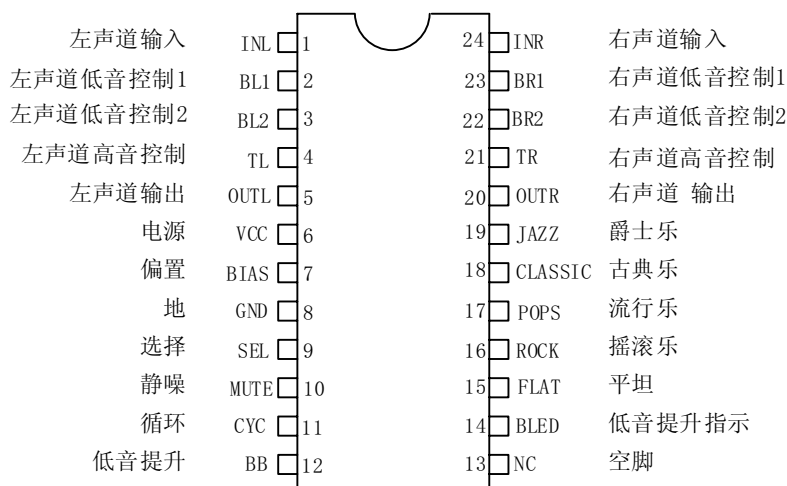 左声道输入 INL 1 24 INR 右声道输入
左声道低音控制1 BL1 2 23 BR1 右声道低音控制1
左声道低音控制2 BL2 3 22 BR2 右声道低音控制2
左声道高音控制 TL 4 21 TR 右声道高音控制
左声道输出 OUTL 5 20 OUTR 右声道 输出
电源 VCC 6 19 JAZZ 爵士乐
偏置 BIAS 7 18 CLASSIC 古典乐
地 GND 8 17 POPS 流行乐
选择 SEL 9 16 ROCK 摇滚乐
静噪 MUTE 10 15 FLAT 平坦
循环 CYC 11 14 BLED 低音提升指示
低音提升 BB 12 13 NC 空脚